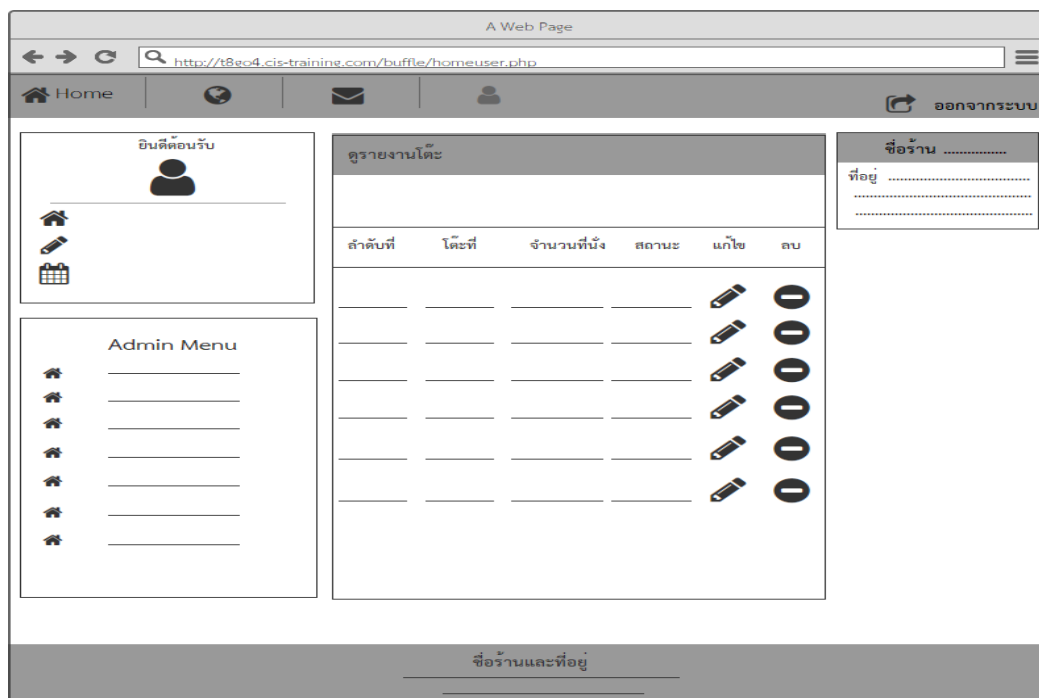 A Web Page
http://t8go4.cis-training.com/buffle/homeuser.php
Home
ออกจากระบบ
ยินดีต้อนรับ
Admin Menu
ดูรายงานโต๊ะ
ลำดับที่ โต๊ะที่ จำนวนที่นั่ง สถานะ แก้ไข ลบ
ชื่อร้าน ................
ที่อยู่ ....................................
.............................................
.............................................
ชื่อร้านและที่อยู่